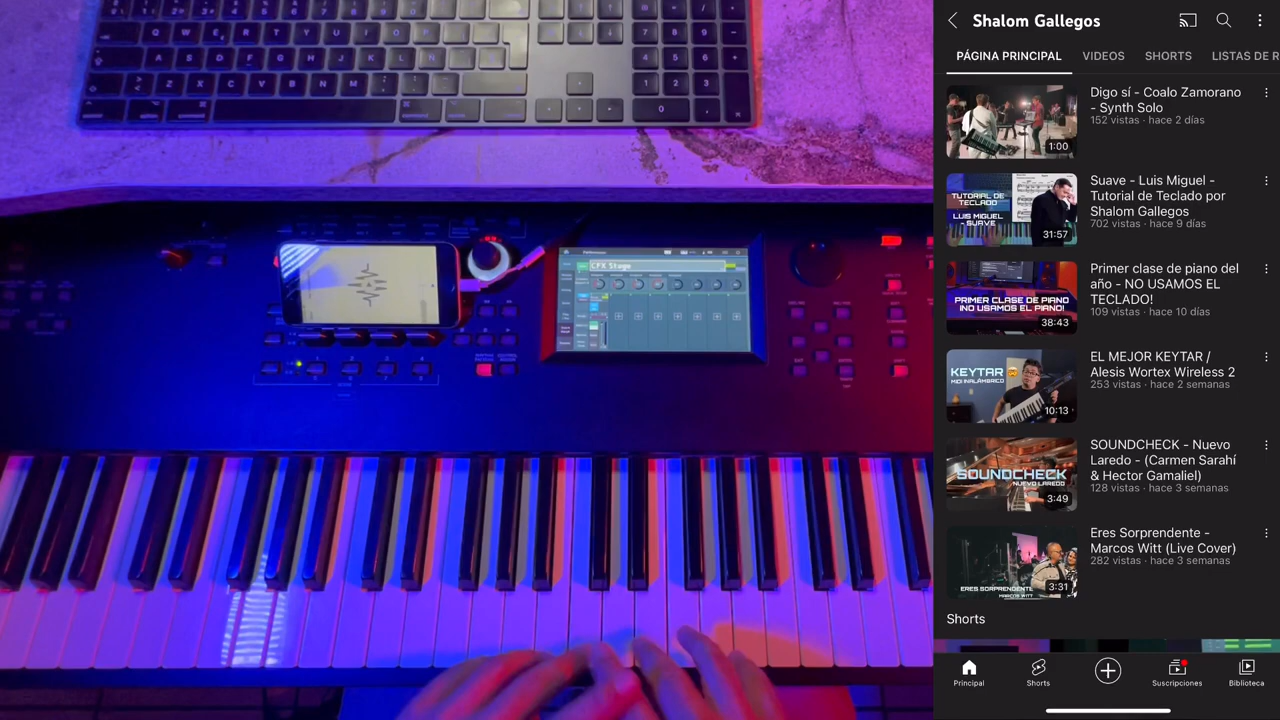 CFX Stage
Shalom Gallegos
PÁGINA PRINCIPAL
VIDEOS
SHORTS
LISTAS DE R
Digo sí - Coalo Zamorano
- Synth Solo
152 vistas · hace 2 días
1:00
TUTORIAL DE
TECLADO
LUIS MIGUEL
- SUAVE
31:57
Suave - Luis Miguel -
Tutorial de Teclado por
Shalom Gallegos
702 vistas · hace 9 días
PRIMER CLASE DE PIANO
¡NO USAMOS EL PIANO!
38:43
Primer clase de piano del
año - NO USAMOS EL
TECLADO!
109 vistas · hace 10 días
KEYTAR
MIDI INALÁMBRICO
10:13
EL MEJOR KEYTAR /
Alesis Wortex Wireless 2
253 vistas · hace 2 semanas
SOUNDCHECK
NUEVO LAREDO
3:49
SOUNDCHECK - Nuevo
Laredo - (Carmen Sarahí
& Hector Gamaliel)
128 vistas · hace 3 semanas
ERES SORPRENDENTE -
MARCOS WITT
3:31
Eres Sorprendente -
Marcos Witt (Live Cover)
282 vistas · hace 3 semanas
Shorts
Principal
Shorts
Suscripciones
Biblioteca